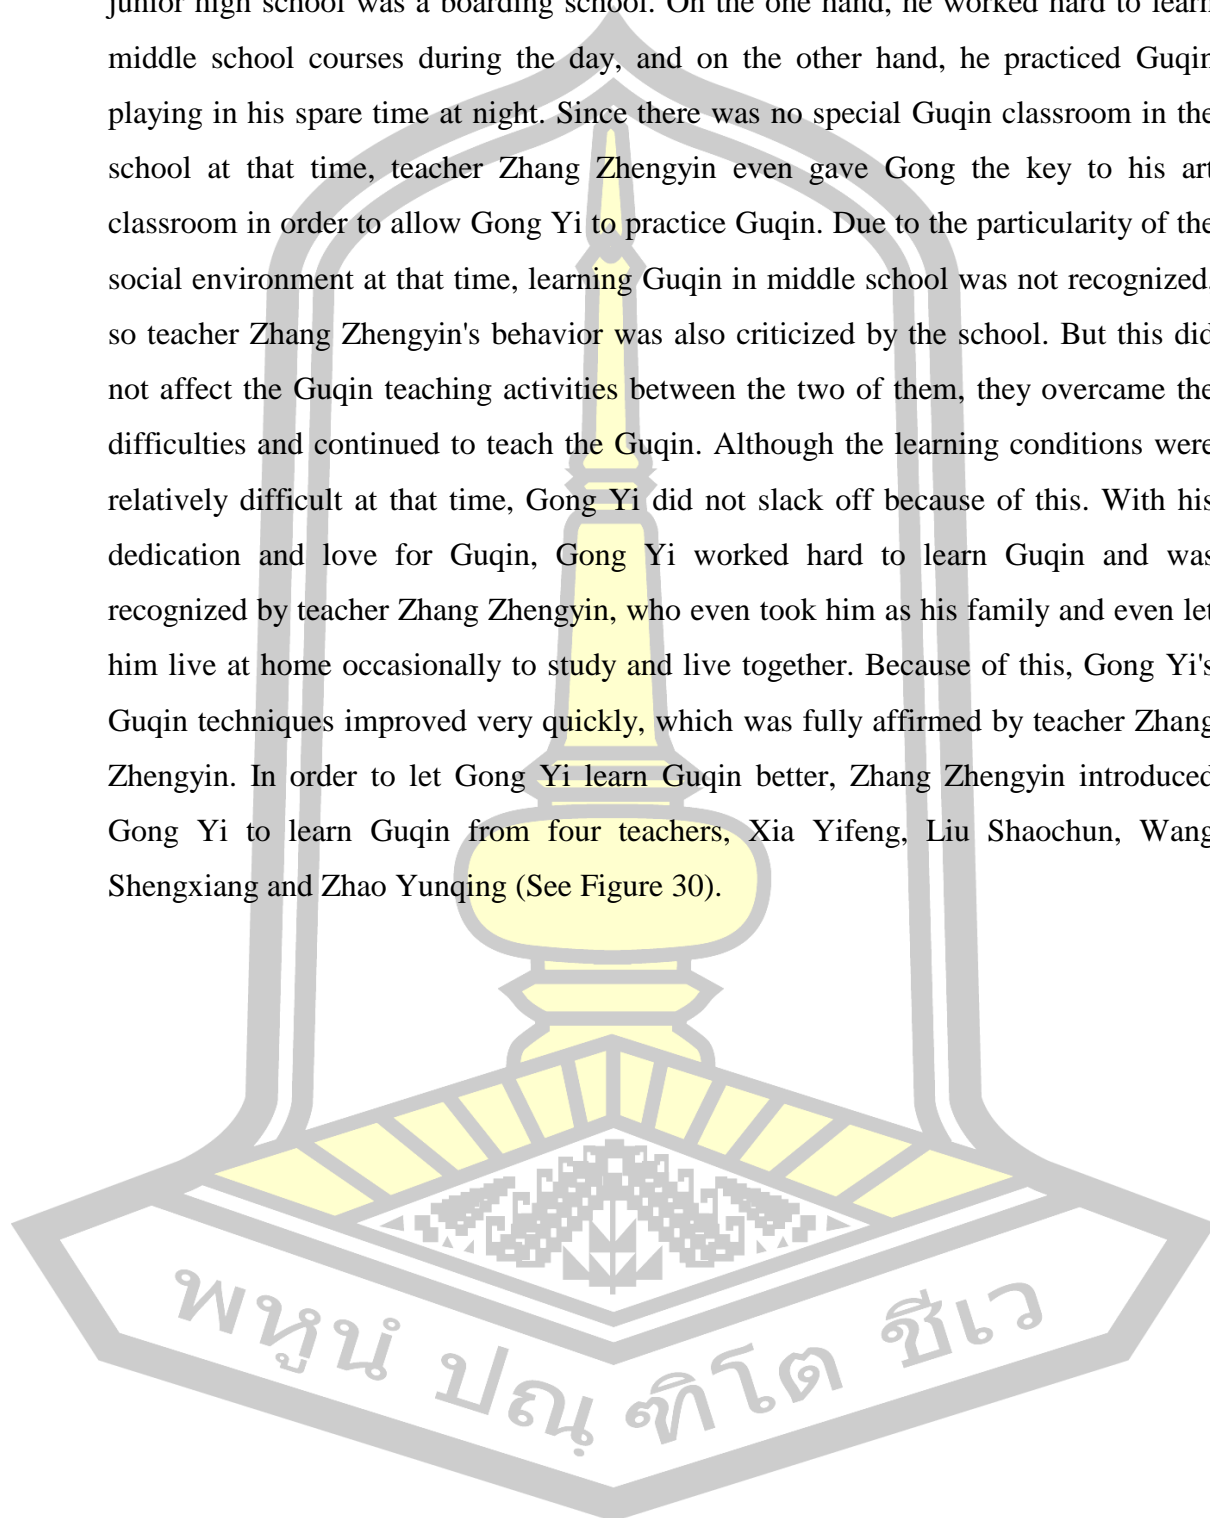 junior high school was a boarding school. On the one hand, he worked hard to learn
middle school courses during the day, and on the other hand, he practiced Guqin
playing in his spare time at night. Since there was no special Guqin classroom in the
school at that time, teacher Zhang Zhengyin even gave Gong the key to his art
classroom in order to allow Gong Yi to practice Guqin. Due to the particularity of the
social environment at that time, learning Guqin in middle school was not recognized,
so teacher Zhang Zhengyin's behavior was also criticized by the school. But this did
not affect the Guqin teaching activities between the two of them, they overcame the
difficulties and continued to teach the Guqin. Although the learning conditions were
relatively difficult at that time, Gong Yi did not slack off because of this. With his
dedication and love for Guqin, Gong Yi worked hard to learn Guqin and was
recognized by teacher Zhang Zhengyin, who even took him as his family and even let
him live at home occasionally to study and live together. Because of this, Gong Yi's
Guqin techniques improved very quickly, which was fully affirmed by teacher Zhang
Zhengyin. In order to let Gong Yi learn Guqin better, Zhang Zhengyin introduced
Gong Yi to learn Guqin from four teachers, Xia Yifeng, Liu Shaochun, Wang
Shengxiang and Zhao Yunqing (See Figure 30).
พหูนํ ปณฺฑิโต ชีเว